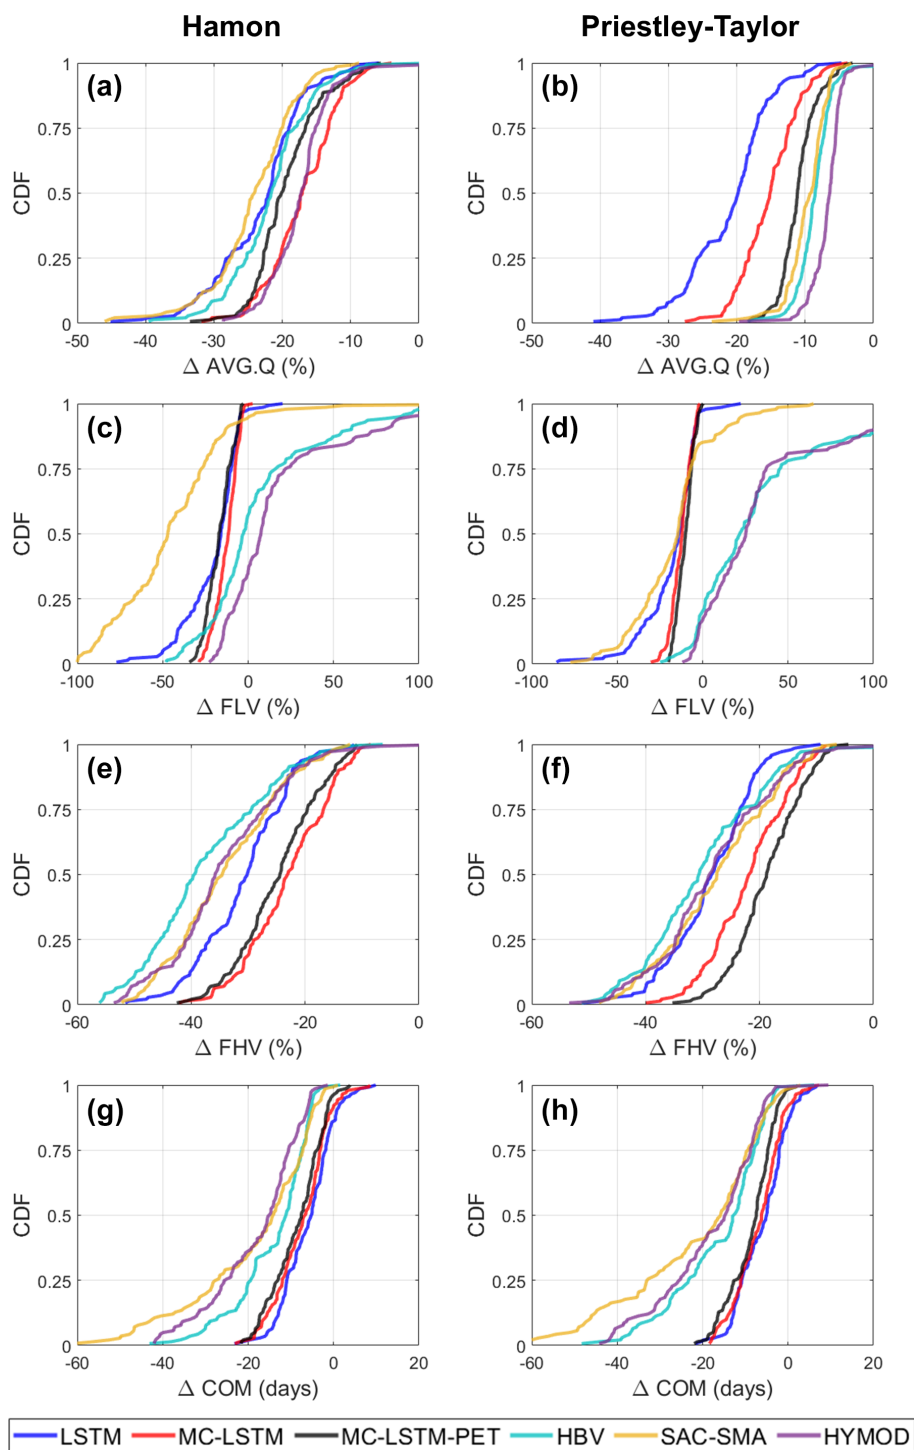 Hamon Priestley-Taylor
(a) (b)
CDF CDF
1 0.75 0.5 0.25 0
1 0.75 0.5 0.25 0
-50 -40 -30 -20 -10 0
-50 -40 -30 -20 -10 0
Δ AVG.Q (%) Δ AVG.Q (%)
(c) (d)
CDF CDF
1 0.75 0.5 0.25 0
1 0.75 0.5 0.25 0
-100 -50 0 50 100
-100 -50 0 50 100
Δ FLV (%) Δ FLV (%)
(e) (f)
CDF CDF
1 0.75 0.5 0.25 0
1 0.75 0.5 0.25 0
-60 -40 -20 0
-60 -40 -20 0
Δ FHV (%) Δ FHV (%)
(g) (h)
CDF CDF
1 0.75 0.5 0.25 0
1 0.75 0.5 0.25 0
-60 -40 -20 0 20
-60 -40 -20 0 20
Δ COM (days) Δ COM (days)
LSTM MC-LSTM MC-LSTM-PET HBV SAC-SMA HYMOD